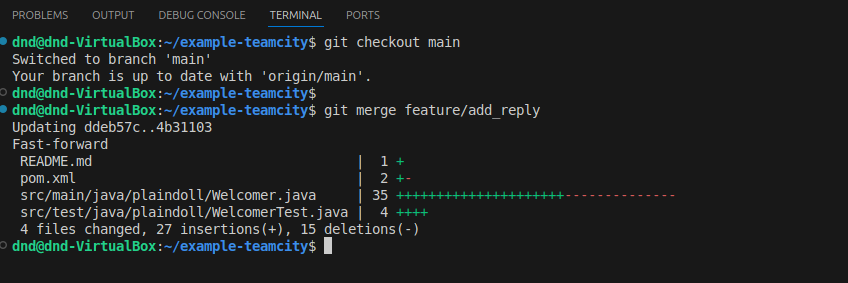 PROBLEMS OUTPUT DEBUG CONSOLE TERMINAL PORTS
dnd@dnd-VirtualBox:~/example-teamcity$ git checkout main
Switched to branch 'main'
Your branch is up to date with 'origin/main'.
dnd@dnd-VirtualBox:~/example-teamcity$
dnd@dnd-VirtualBox:~/example-teamcity$ git merge feature/add_reply
Updating ddeb57c..4b31103
Fast-forward
 README.md                               |  1 +
 pom.xml                                 |  2 +-
 src/main/java/plaindoll/Welcomer.java     | 35 +++++++++++++++++++++--------------
 src/test/java/plaindoll/WelcomerTest.java |  4 ++++
 4 files changed, 27 insertions(+), 15 deletions(-)
dnd@dnd-VirtualBox:~/example-teamcity$